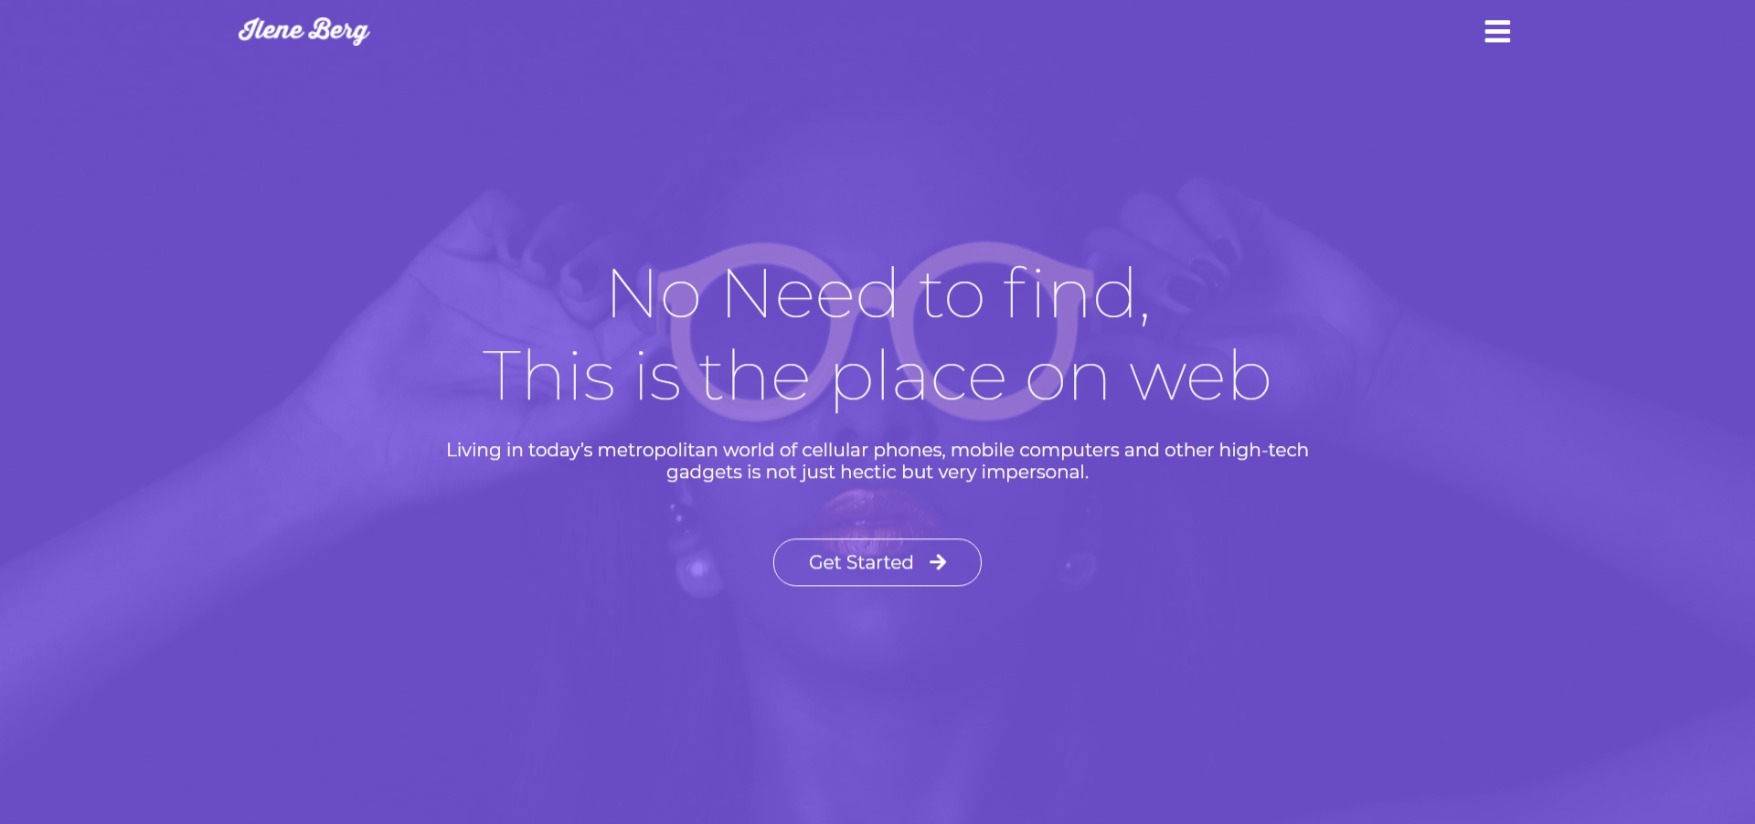 Ilene Berg
No Need to find,
This is the place on web
Living in today's metropolitan world of cellular phones, mobile computers and other high-tech
gadgets is not just hectic but very impersonal.
Get Started